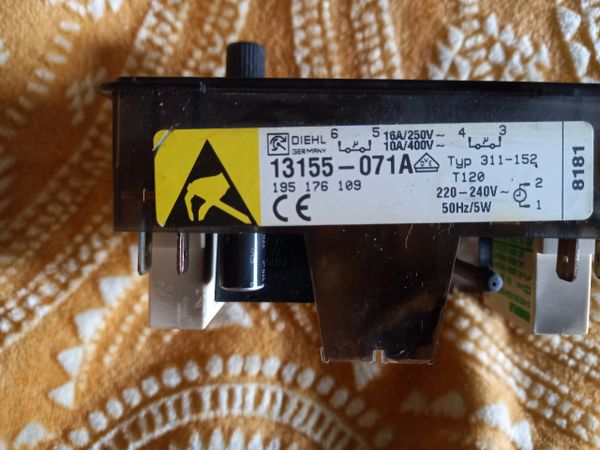 DIEHL
GERMANY
6 5
16A/250V~
10A/400V~
4 3
13155-071A
Typ 311-152
195 176 109
T120
CE
220-240V~
2
50Hz/5W
1
8181